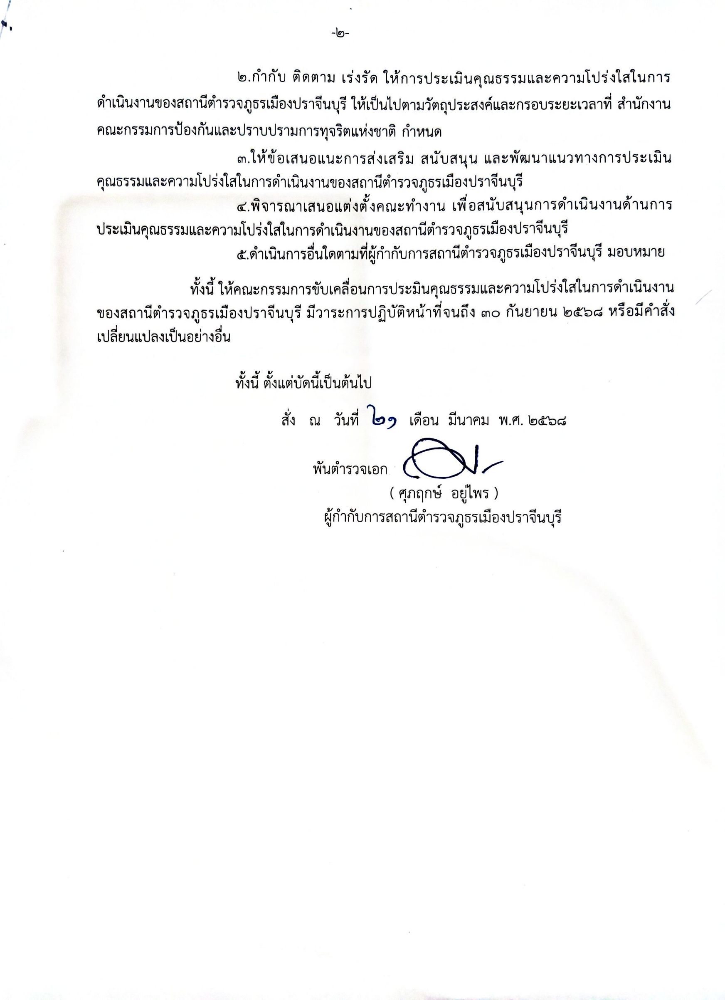 -๒-
๒.กำกับ ติดตาม เร่งรัด ให้การประเมินคุณธรรมและความโปร่งใสในการ
ดำเนินงานของสถานีตำรวจภูธรเมืองปราจีนบุรี ให้เป็นไปตามวัตถุประสงค์และกรอบระยะเวลาที่ สำนักงาน
คณะกรรมการป้องกันและปราบปรามการทุจริตแห่งชาติ กำหนด
๓.ให้ข้อเสนอแนะการส่งเสริม สนับสนุน และพัฒนาแนวทางการประเมิน
คุณธรรมและความโปร่งใสในการดำเนินงานของสถานีตำรวจภูธรเมืองปราจีนบุรี
๔.พิจารณาเสนอแต่งตั้งคณะทำงาน เพื่อสนับสนุนการดำเนินงานด้านการ
ประเมินคุณธรรมและความโปร่งใสในการดำเนินงานของสถานีตำรวจภูธรเมืองปราจีนบุรี
๕.ดำเนินการอื่นใดตามที่ผู้กำกับการสถานีตำรวจภูธรเมืองปราจีนบุรี มอบหมาย
ทั้งนี้ ให้คณะกรรมการขับเคลื่อนการประมินคุณธรรมและความโปร่งใสในการดำเนินงาน
ของสถานีตำรวจภูธรเมืองปราจีนบุรี มีวาระการปฏิบัติหน้าที่จนถึง ๓๐ กันยายน ๒๕๖๘ หรือมีคำสั่ง
เปลี่ยนแปลงเป็นอย่างอื่น
ทั้งนี้ ตั้งแต่บัดนี้เป็นต้นไป
สั่ง ณ วันที่ ๒๑ เดือน มีนาคม พ.ศ. ๒๕๖๘
พันตำรวจเอก
( ศุภฤกษ์ อยู่ไพร )
ผู้กำกับการสถานีตำรวจภูธรเมืองปราจีนบุรี